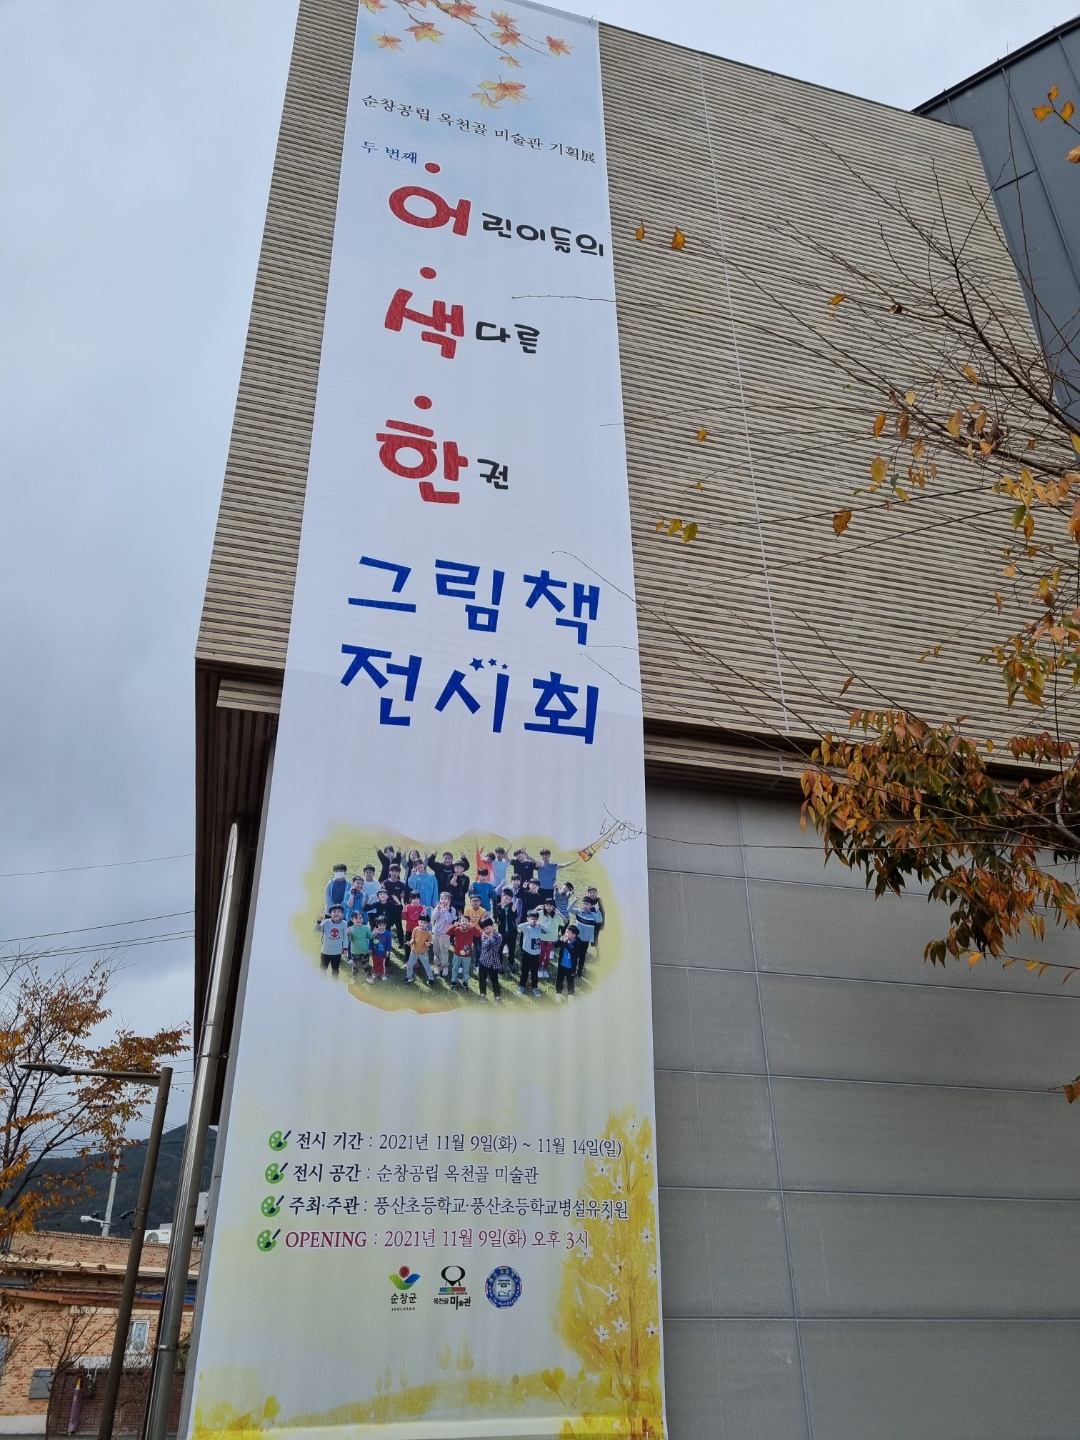 순창공립 옥천골 미술관 기획展
두 번째
어린이들의
색다른
한권
그림책
전시회
전시 기간 : 2021년 11월 9일(화) ~ 11월 14일(일)
전시 공간 : 순창공립 옥천골 미술관
주최·주관 : 풍산초등학교·풍산초등학교병설유치원
OPENING : 2021년 11월 9일(화) 오후 3시
순창군
옥천골 미술관